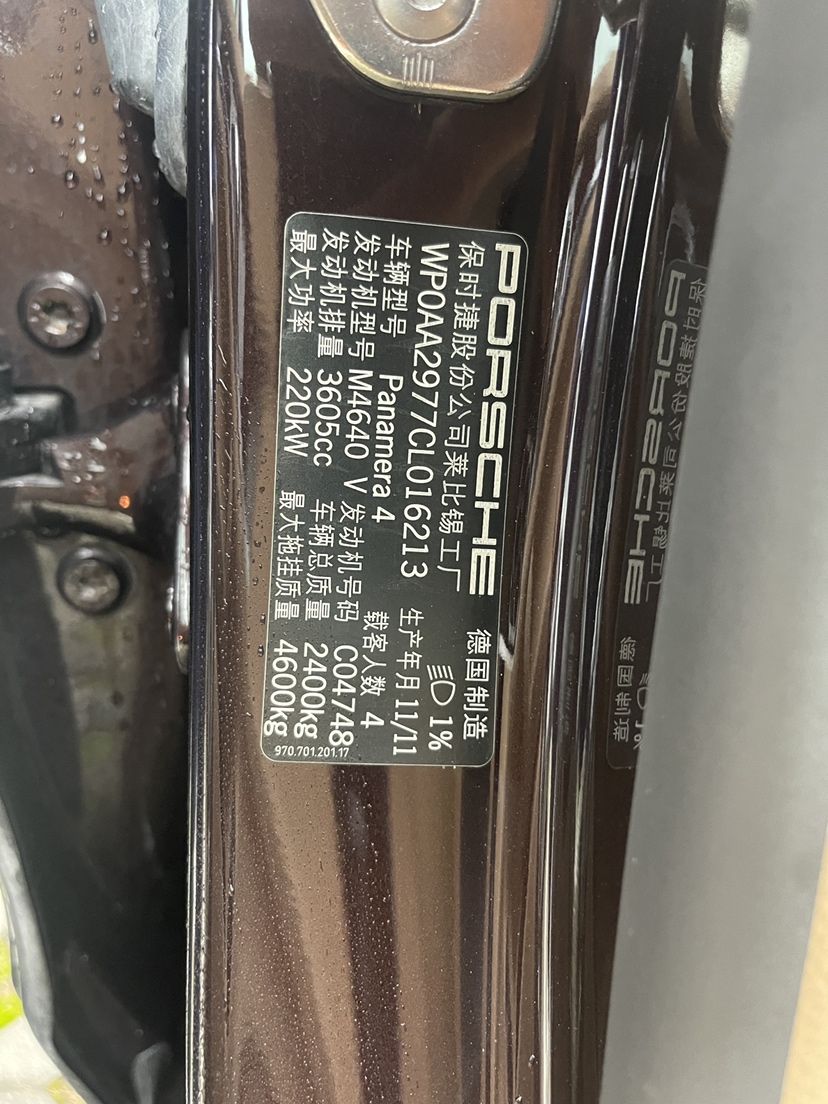 PORSCHE
保时捷股份公司莱比锡工厂 德国制造
WP0AA2977CL016213 1%
车辆型号 Panamera 4 生产年月 11/11
发动机型号 M4640 V 载客人数 4
发动机排量 3605cc 发动机号码 C04748
最大功率 220kW 车辆总质量 2400kg
最大拖挂质量 4600kg
970.701.201.17